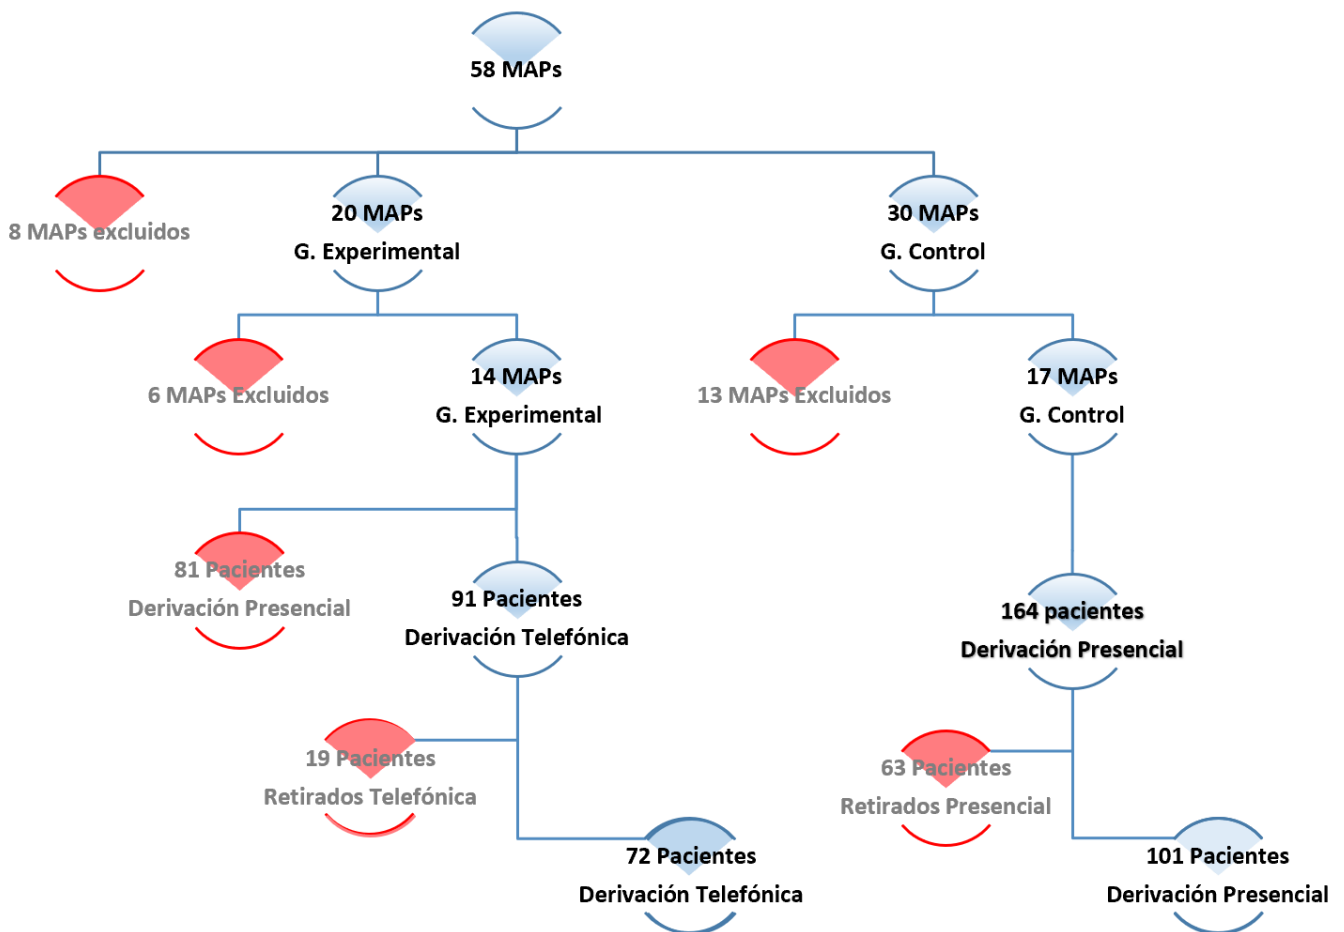 58 MAPs
8 MAPs excluidos
20 MAPs
G. Experimental
30 MAPs
G. Control
6 MAPs Excluidos
14 MAPs
G. Experimental
13 MAPs Excluidos
17 MAPs
G. Control
81 Pacientes
Derivación Presencial
91 Pacientes
Derivación Telefónica
164 pacientes
Derivación Presencial
19 Pacientes
Retirados Telefónica
63 Pacientes
Retirados Presencial
72 Pacientes
Derivación Telefónica
101 Pacientes
Derivación Presencial